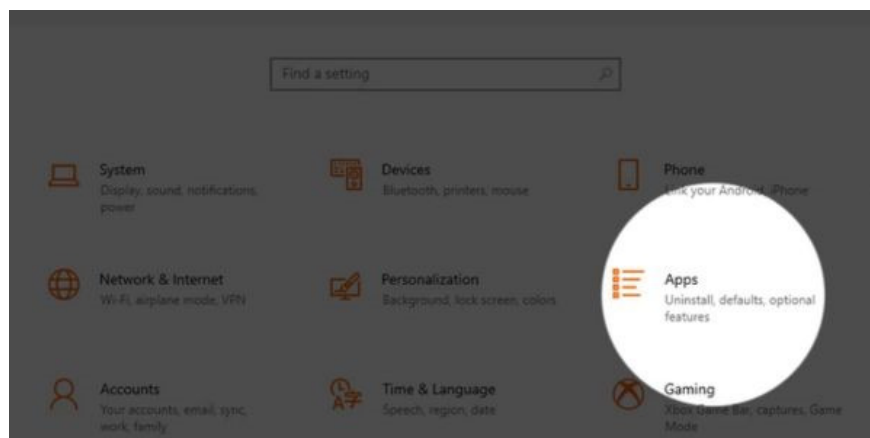 Find a setting
System
Display, sound, notifications,
power
Devices
Bluetooth, printers, mouse
Phone
Link your Android, iPhone
Network & Internet
Wi-Fi, airplane mode, VPN
Personalization
Background, lock screen, colors
Apps
Uninstall, defaults, optional
features
Accounts
Your accounts, email, sync,
work, family
Time & Language
Speech, region, date
Gaming
Xbox Game Bar, captures, Game
Mode